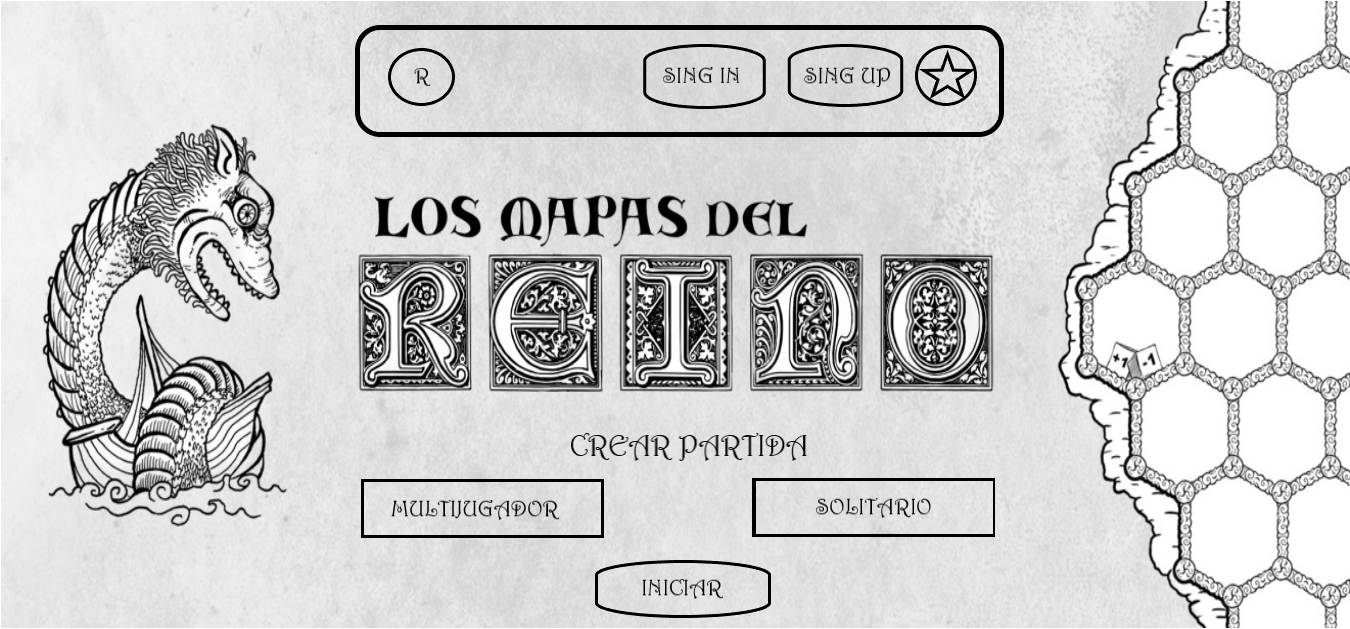 R
SING IN
SING UP
LOS MAPAS DEL
REINO
+1
-1
CREAR PARTIDA
MULTIJUGADOR
SOLITARIO
INICIAR